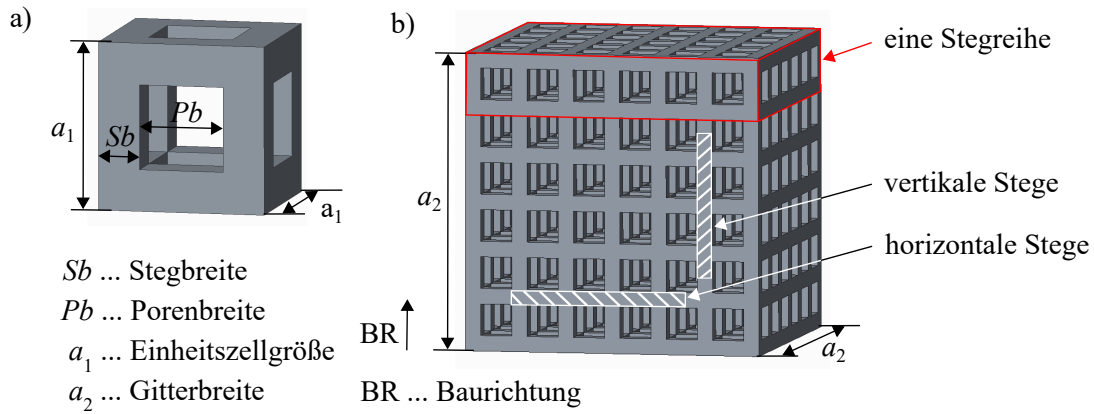 a)
a₁
Sb
Pb
a₁
Sb ... Stegbreite
Pb ... Porenbreite
a₁ ... Einheitszellgröße
a₂ ... Gitterbreite
b)
eine Stegreihe
a₂
vertikale Stege
horizontale Stege
BR
a₂
BR ... Baurichtung